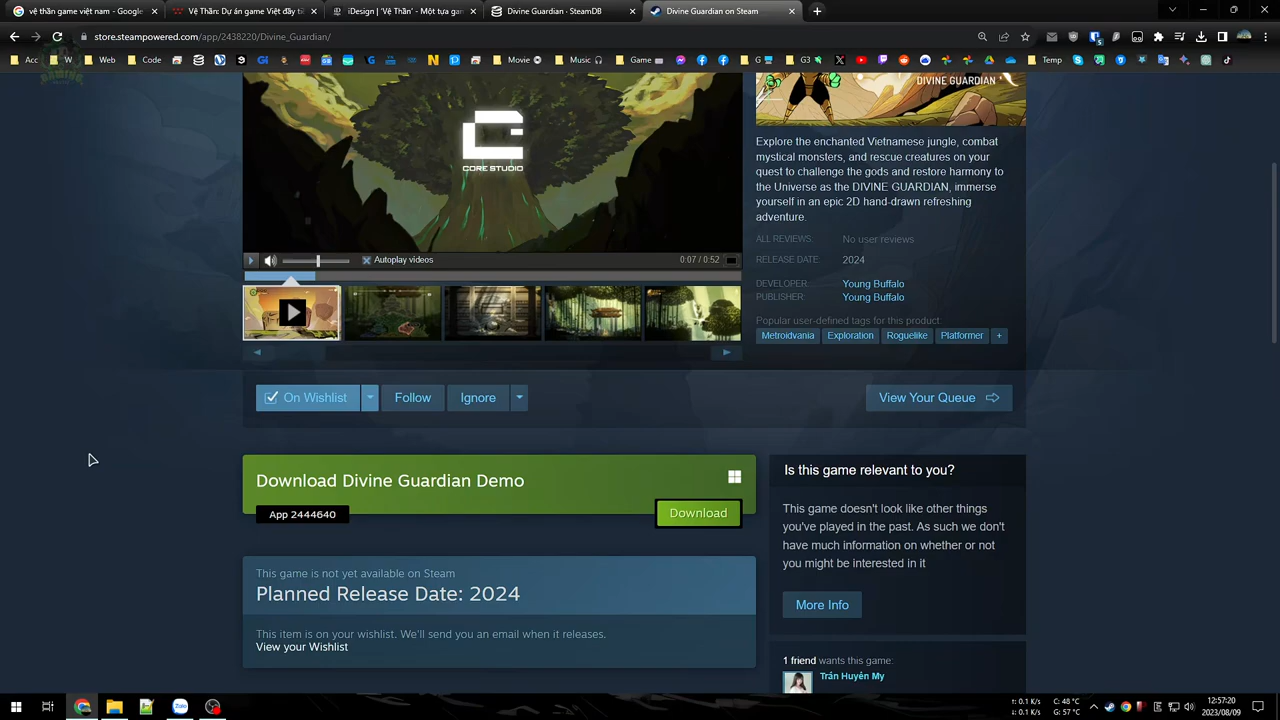 vệ thần game việt nam - Google
Vệ Thần: Dự án game Việt đầy ti
iDesign | 'Vệ Thần' - Một tựa gam
Divine Guardian - SteamDB
Divine Guardian on Steam
store.steampowered.com/app/2438220/Divine_Guardian/
Acc
W
Web
Code
Movie
Music
Game
G3
Temp
DIVINE GUARDIAN
CORE STUDIO
Explore the enchanted Vietnamese jungle, combat
mystical monsters, and rescue creatures on your
quest to challenge the gods and restore harmony to
the Universe as the DIVINE GUARDIAN, immerse
yourself in an epic 2D hand-drawn refreshing
adventure.
ALL REVIEWS: No user reviews
RELEASE DATE: 2024
DEVELOPER: Young Buffalo
PUBLISHER: Young Buffalo
Popular user-defined tags for this product:
Metroidvania Exploration Roguelike Platformer +
Autoplay videos 0:07 / 0:52
On Wishlist Follow Ignore View Your Queue
Download Divine Guardian Demo
App 2444640
Download
This game is not yet available on Steam
Planned Release Date: 2024
This item is on your wishlist. We'll send you an email when it releases.
View your Wishlist
Is this game relevant to you?
This game doesn't look like other things
you've played in the past. As such we don't
have much information on whether or not
you might be interested in it
More Info
1 friend wants this game:
Trần Huyền My
Zalo
↑: 0.1 K/s
↓: 0.1 K/s
C: 48 °C
G: 57 °C
12:57:20
2023/08/09